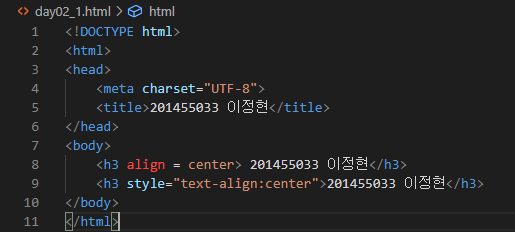 <> day02_1.html > html
1 <!DOCTYPE html>
2 <html>
3 <head>
4 <meta charset="UTF-8">
5 <title>201455033 이정현</title>
6 </head>
7 <body>
8 <h3 align = center> 201455033 이정현</h3>
9 <h3 style="text-align:center">201455033 이정현</h3>
10 </body>
11 </html>